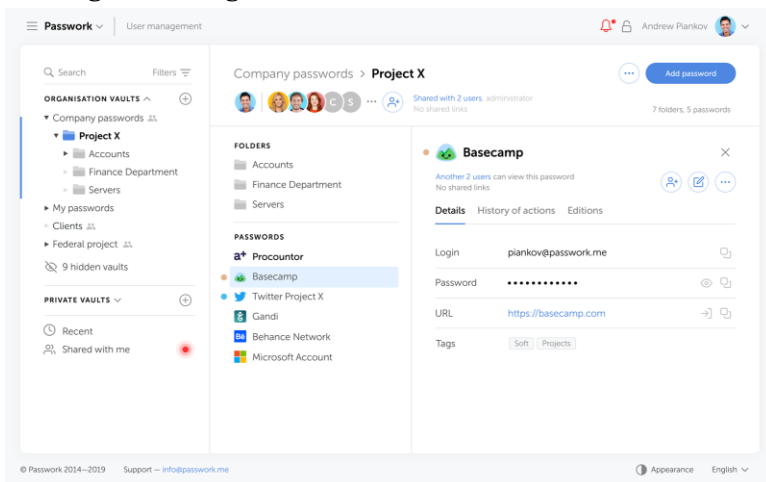 Passwork
User management
Andrew Piankov
Search
Filters
ORGANISATION VAULTS
Company passwords
Project X
Accounts
Finance Department
Servers
My passwords
Clients
Federal project
9 hidden vaults
PRIVATE VAULTS
Recent
Shared with me
Company passwords > Project X
Add password
C S ...
Shared with 2 users, administrator
No shared links
7 folders, 5 passwords
FOLDERS
Accounts
Finance Department
Servers
PASSWORDS
a+ Procountor
Basecamp
Twitter Project X
Gandi
Bē Behance Network
Microsoft Account
Basecamp
Another 2 users can view this password
No shared links
Details History of actions Editions
Login piankov@passwork.me
Password ••••••••••••
URL https://basecamp.com
Tags Soft Projects
© Passwork 2014—2019 Support — info@passwork.me
Appearance English